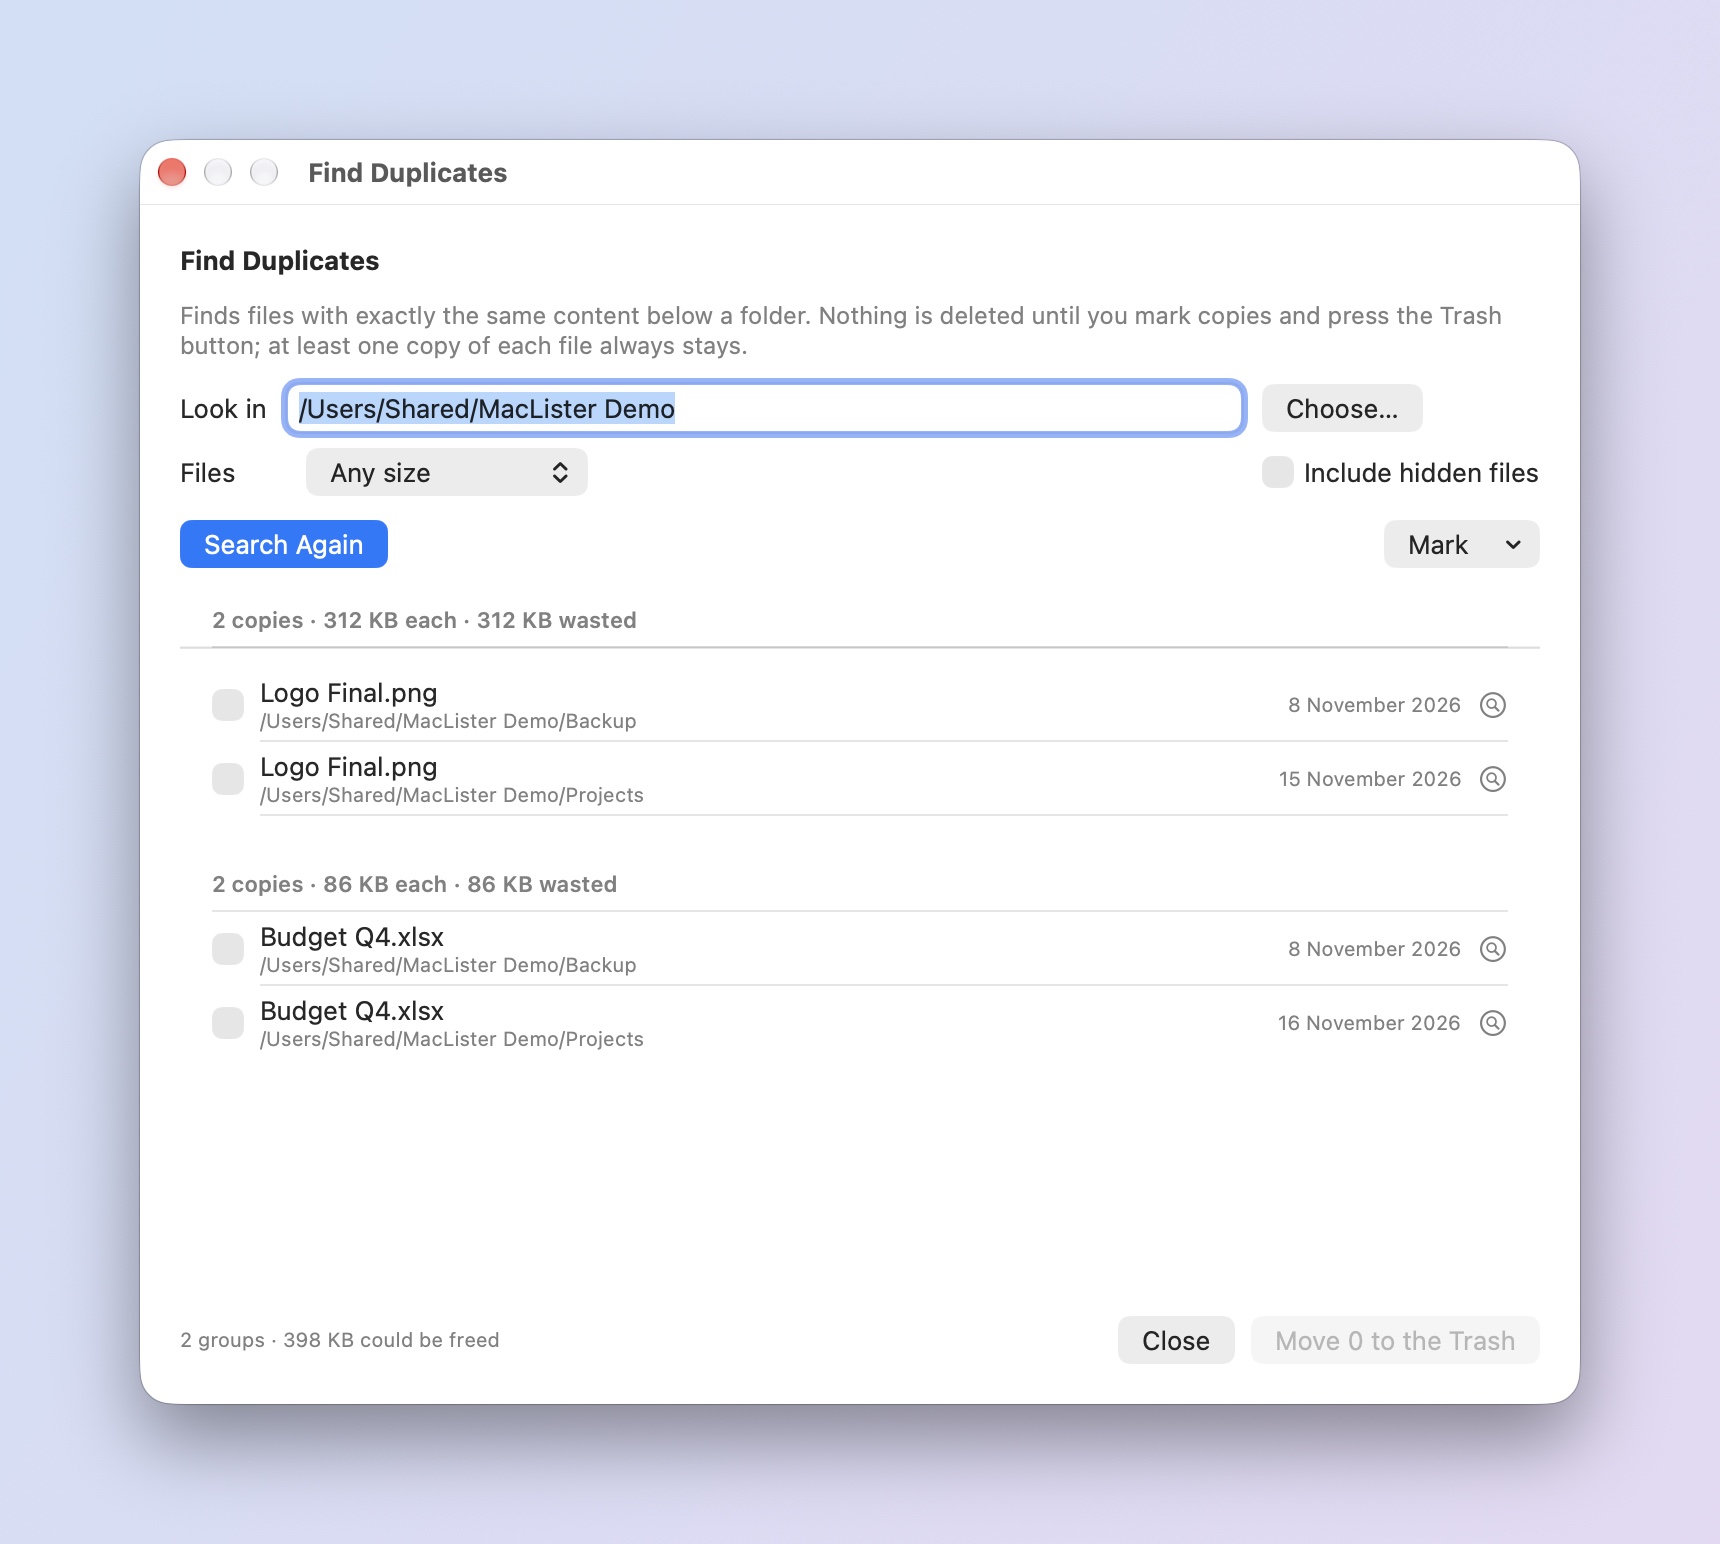 Find Duplicates
Find Duplicates
Finds files with exactly the same content below a folder. Nothing is deleted until you mark copies and press the Trash
button; at least one copy of each file always stays.
Look in /Users/Shared/MacLister Demo Choose...
Files Any size Include hidden files
Search Again Mark
2 copies · 312 KB each · 312 KB wasted
Logo Final.png
/Users/Shared/MacLister Demo/Backup
8 November 2026
Logo Final.png
/Users/Shared/MacLister Demo/Projects
15 November 2026
2 copies · 86 KB each · 86 KB wasted
Budget Q4.xlsx
/Users/Shared/MacLister Demo/Backup
8 November 2026
Budget Q4.xlsx
/Users/Shared/MacLister Demo/Projects
16 November 2026
2 groups · 398 KB could be freed Close Move 0 to the Trash